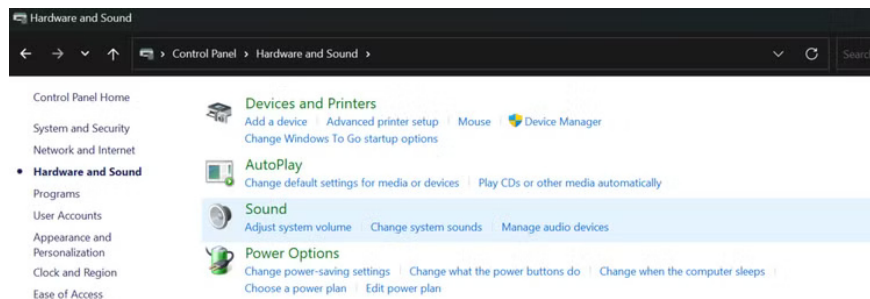 Hardware and Sound
Control Panel > Hardware and Sound >
Search
Control Panel Home
System and Security
Network and Internet
Hardware and Sound
Programs
User Accounts
Appearance and
Personalization
Clock and Region
Ease of Access
Devices and Printers
Add a device Advanced printer setup Mouse Device Manager
Change Windows To Go startup options
AutoPlay
Change default settings for media or devices Play CDs or other media automatically
Sound
Adjust system volume Change system sounds Manage audio devices
Power Options
Change power-saving settings Change what the power buttons do Change when the computer sleeps
Choose a power plan Edit power plan